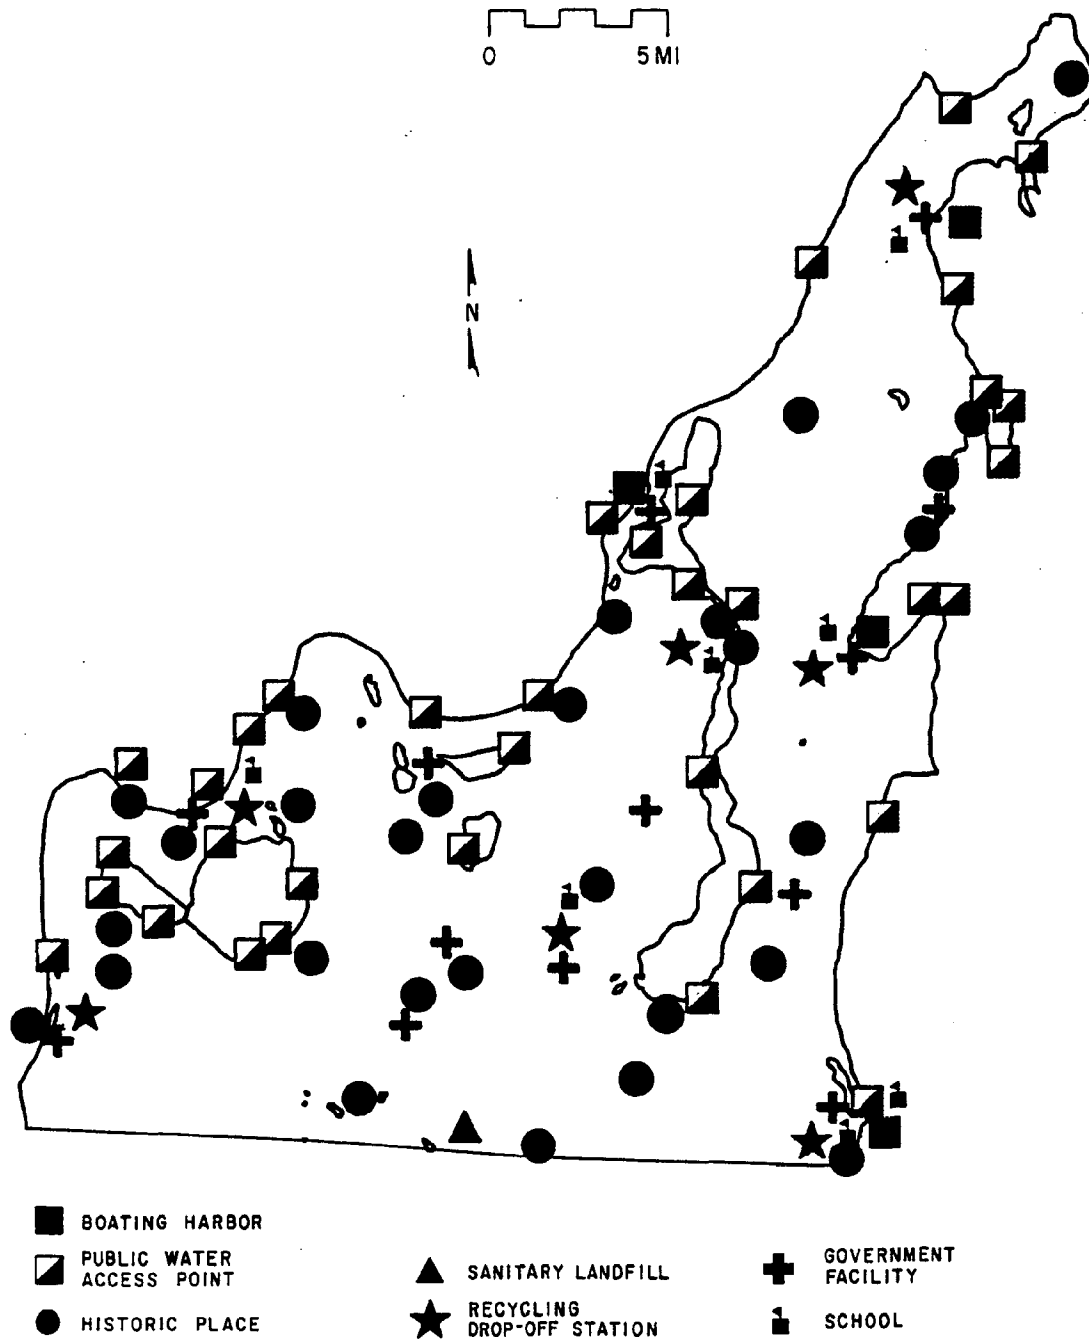 0 5 MI
N
BOATING HARBOR
PUBLIC WATER
ACCESS POINT
HISTORIC PLACE
SANITARY LANDFILL
RECYCLING
DROP-OFF STATION
GOVERNMENT
FACILITY
SCHOOL